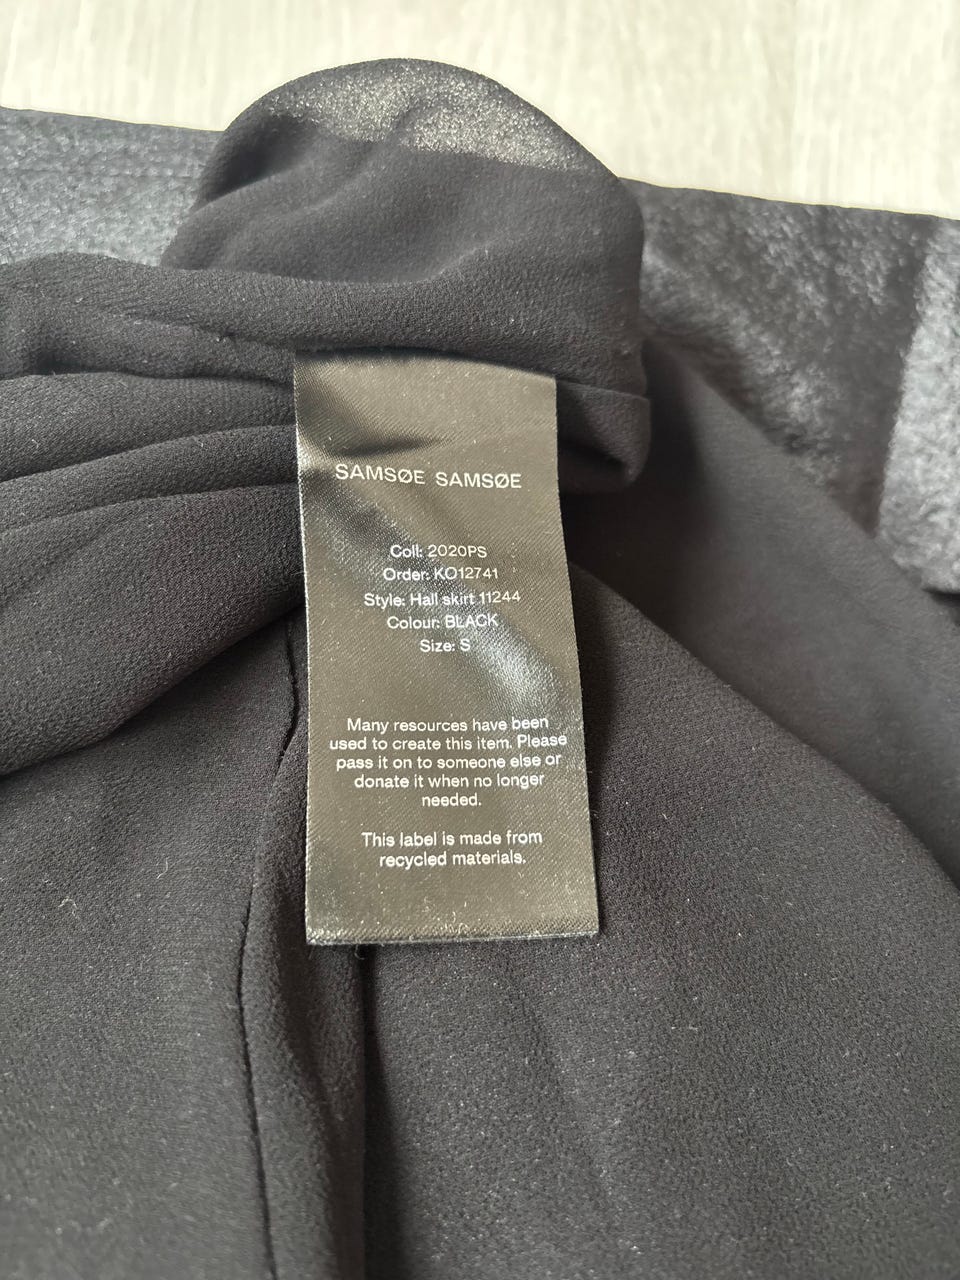 SAMSØE SAMSØE
Coll: 2020PS
Order: KO12741
Style: Hall skirt 11244
Colour: BLACK
Size: S
Many resources have been
used to create this item. Please
pass it on to someone else or
donate it when no longer
needed.
This label is made from
recycled materials.